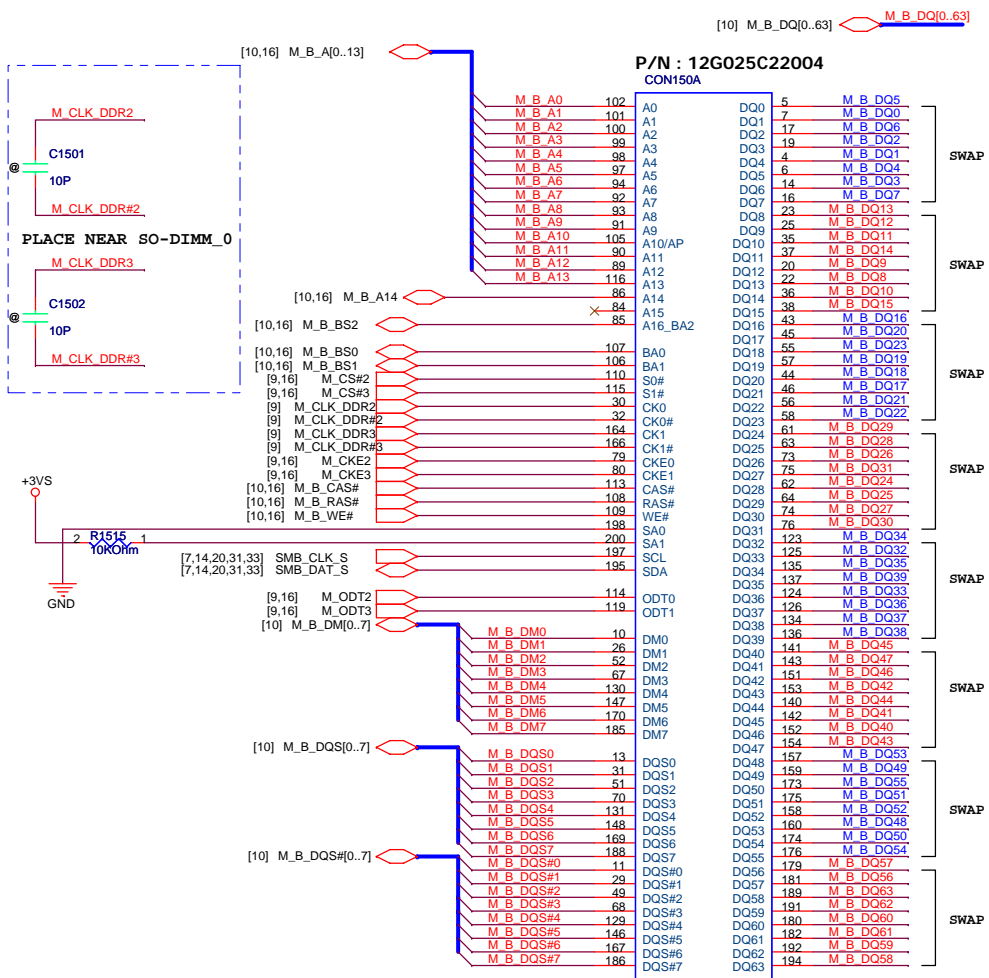 [10] M_B_DQ[0..63] M_B_DQ[0..63]
[10,16] M_B_A[0..13]
P/N : 12G025C22004
CON150A
M_CLK_DDR2
C1501
@
10P
M_CLK_DDR#2
PLACE NEAR SO-DIMM_0
M_CLK_DDR3
C1502
@
10P
M_CLK_DDR#3
M_B_A0 102 A0
M_B_A1 101 A1
M_B_A2 100 A2
M_B_A3 99 A3
M_B_A4 98 A4
M_B_A5 97 A5
M_B_A6 94 A6
M_B_A7 92 A7
M_B_A8 93 A8
M_B_A9 91 A9
M_B_A10 105 A10/AP
M_B_A11 90 A11
M_B_A12 89 A12
M_B_A13 116 A13
[10,16] M_B_A14 86 A14
84 A15
[10,16] M_B_BS2 85 A16_BA2
[10,16] M_B_BS0 107 BA0
[10,16] M_B_BS1 106 BA1
[9,16] M_CS#2 110 S0#
[9,16] M_CS#3 115 S1#
[9] M_CLK_DDR2 30 CK0
[9] M_CLK_DDR#2 32 CK0#
[9] M_CLK_DDR3 164 CK1
[9] M_CLK_DDR#3 166 CK1#
[9,16] M_CKE2 79 CKE0
[9,16] M_CKE3 80 CKE1
[10,16] M_B_CAS# 113 CAS#
[10,16] M_B_RAS# 108 RAS#
[10,16] M_B_WE# 109 WE#
198 SA0
+3VS
2 R1515 1 200 SA1
10KOhm
GND
[7,14,20,31,33] SMB_CLK_S 197 SCL
[7,14,20,31,33] SMB_DAT_S 195 SDA
[9,16] M_ODT2 114 ODT0
[9,16] M_ODT3 119 ODT1
[10] M_B_DM[0..7]
M_B_DM0 10 DM0
M_B_DM1 26 DM1
M_B_DM2 52 DM2
M_B_DM3 67 DM3
M_B_DM4 130 DM4
M_B_DM5 147 DM5
M_B_DM6 170 DM6
M_B_DM7 185 DM7
[10] M_B_DQS[0..7]
M_B_DQS0 13 DQS0
M_B_DQS1 31 DQS1
M_B_DQS2 51 DQS2
M_B_DQS3 70 DQS3
M_B_DQS4 131 DQS4
M_B_DQS5 148 DQS5
M_B_DQS6 169 DQS6
M_B_DQS7 188 DQS7
[10] M_B_DQS#[0..7]
M_B_DQS#0 11 DQS#0
M_B_DQS#1 29 DQS#1
M_B_DQS#2 49 DQS#2
M_B_DQS#3 68 DQS#3
M_B_DQS#4 129 DQS#4
M_B_DQS#5 146 DQS#5
M_B_DQS#6 167 DQS#6
M_B_DQS#7 186 DQS#7
DQ0 5 M_B_DQ5
DQ1 7 M_B_DQ0
DQ2 17 M_B_DQ6
DQ3 19 M_B_DQ2
DQ4 4 M_B_DQ1
DQ5 6 M_B_DQ4
DQ6 14 M_B_DQ3
DQ7 16 M_B_DQ7
SWAP
DQ8 23 M_B_DQ13
DQ9 25 M_B_DQ12
DQ10 35 M_B_DQ11
DQ11 37 M_B_DQ14
DQ12 20 M_B_DQ9
DQ13 22 M_B_DQ8
DQ14 36 M_B_DQ10
DQ15 38 M_B_DQ15
SWAP
DQ16 43 M_B_DQ16
DQ17 45 M_B_DQ20
DQ18 55 M_B_DQ23
DQ19 57 M_B_DQ19
DQ20 44 M_B_DQ18
DQ21 46 M_B_DQ17
DQ22 56 M_B_DQ21
DQ23 58 M_B_DQ22
SWAP
DQ24 61 M_B_DQ29
DQ25 63 M_B_DQ28
DQ26 73 M_B_DQ26
DQ27 75 M_B_DQ31
DQ28 62 M_B_DQ24
DQ29 64 M_B_DQ25
DQ30 74 M_B_DQ27
DQ31 76 M_B_DQ30
SWAP
DQ32 123 M_B_DQ34
DQ33 125 M_B_DQ32
DQ34 135 M_B_DQ35
DQ35 137 M_B_DQ39
DQ36 124 M_B_DQ33
DQ37 126 M_B_DQ36
DQ38 134 M_B_DQ37
DQ39 136 M_B_DQ38
SWAP
DQ40 141 M_B_DQ45
DQ41 143 M_B_DQ47
DQ42 151 M_B_DQ46
DQ43 153 M_B_DQ42
DQ44 140 M_B_DQ44
DQ45 142 M_B_DQ41
DQ46 152 M_B_DQ40
DQ47 154 M_B_DQ43
SWAP
DQ48 157 M_B_DQ53
DQ49 159 M_B_DQ49
DQ50 173 M_B_DQ55
DQ51 175 M_B_DQ51
DQ52 158 M_B_DQ52
DQ53 160 M_B_DQ48
DQ54 174 M_B_DQ50
DQ55 176 M_B_DQ54
SWAP
DQ56 179 M_B_DQ57
DQ57 181 M_B_DQ56
DQ58 189 M_B_DQ63
DQ59 191 M_B_DQ62
DQ60 180 M_B_DQ60
DQ61 182 M_B_DQ61
DQ62 192 M_B_DQ59
DQ63 194 M_B_DQ58
SWAP